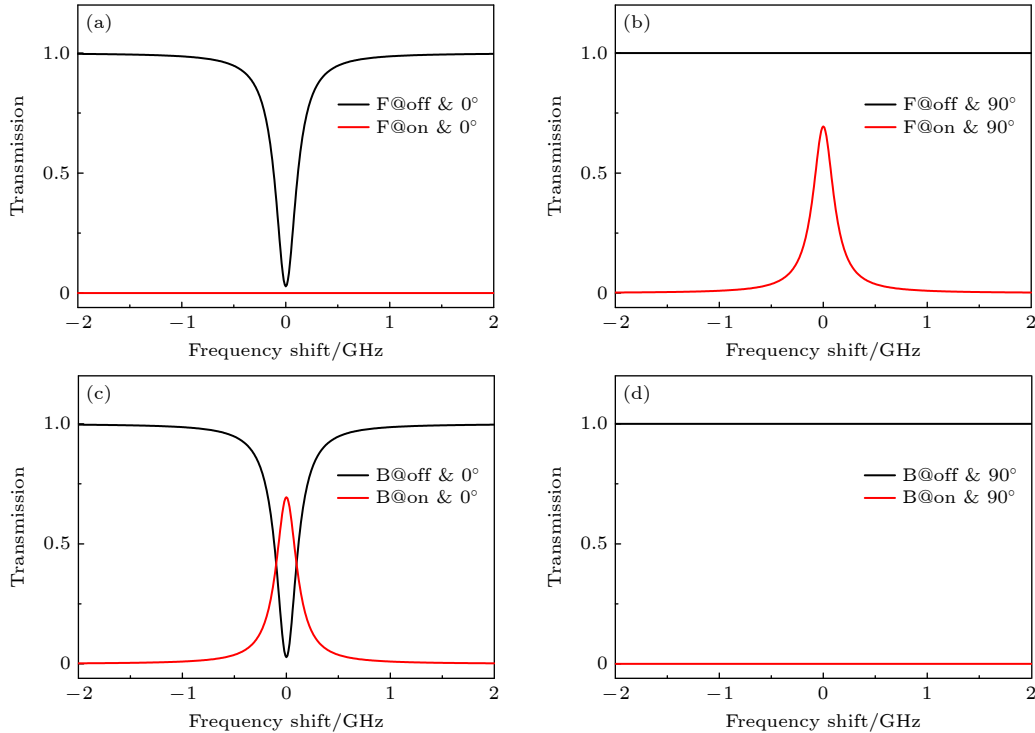 (a)
1.0
0.5
0
Transmission
F@off & 0°
F@on & 0°
−2 −1 0 1 2
Frequency shift/GHz
(b)
1.0
0.5
0
Transmission
F@off & 90°
F@on & 90°
−2 −1 0 1 2
Frequency shift/GHz
(c)
1.0
0.5
0
Transmission
B@off & 0°
B@on & 0°
−2 −1 0 1 2
Frequency shift/GHz
(d)
1.0
0.5
0
Transmission
B@off & 90°
B@on & 90°
−2 −1 0 1 2
Frequency shift/GHz